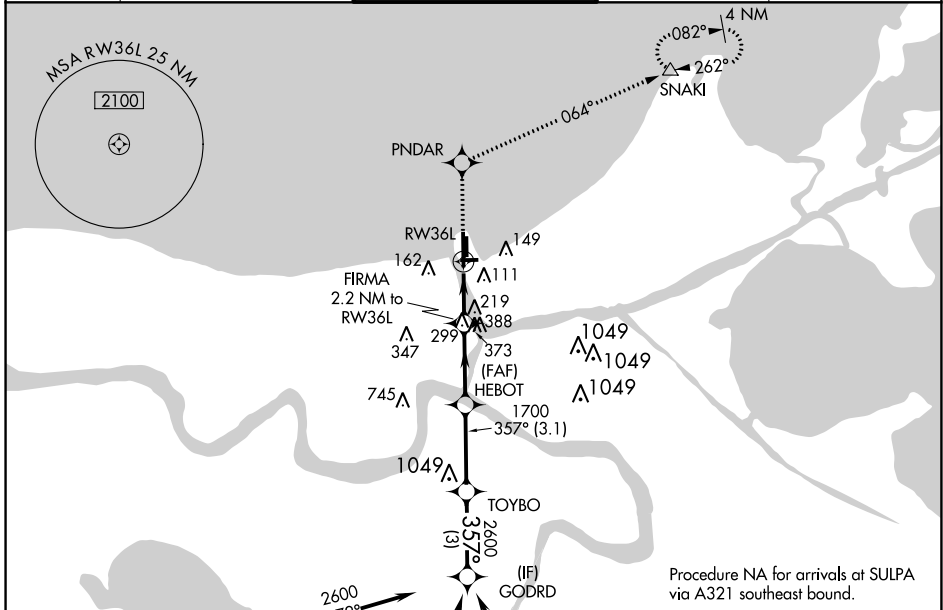 4 NM
082°
262°
SNAKI
MSA RW36L 25 NM
2100
064°
PNDAR
RW36L
149
162
111
FIRMA
2.2 NM to
RW36L
219
299
388
347
373
1049
1049
1049
(FAF)
HEBOT
745
1700
357° (3.1)
1049
TOYBO
2600
357°
(3)
(IF)
GODRD
2600
Procedure NA for arrivals at SULPA
via A321 southeast bound.